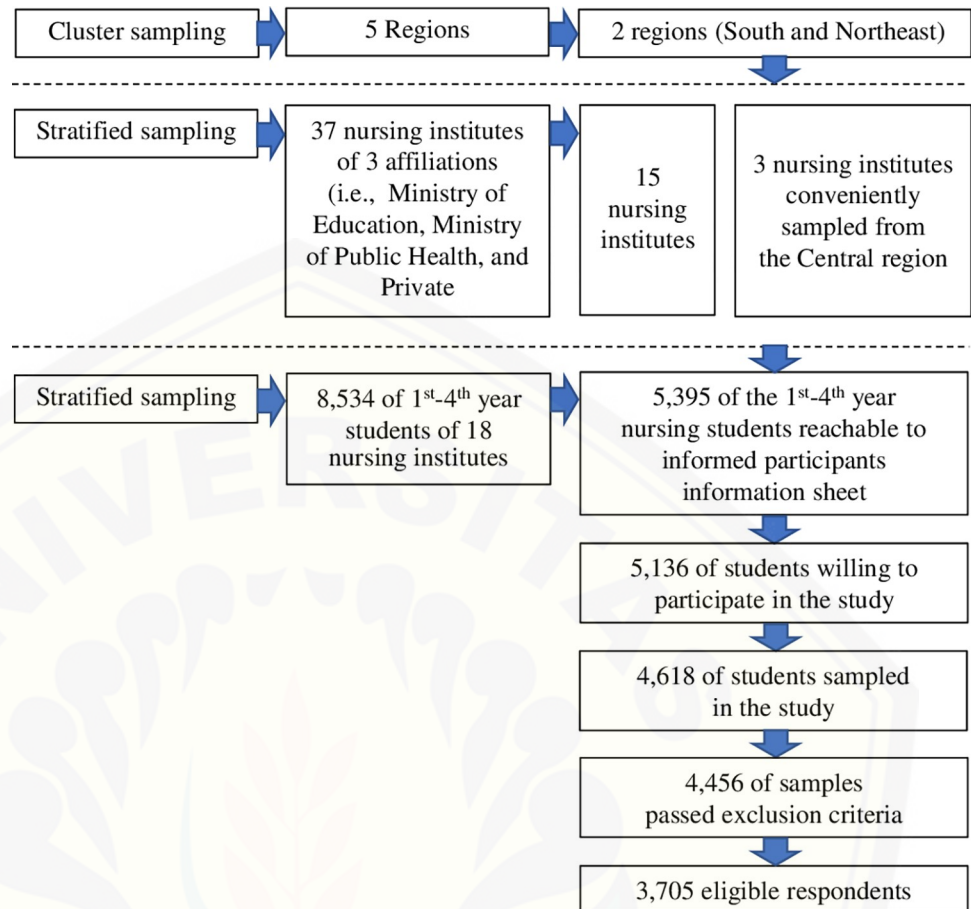 Cluster sampling
5 Regions
2 regions (South and Northeast)
Stratified sampling
37 nursing institutes
of 3 affiliations
(i.e., Ministry of
Education, Ministry
of Public Health, and
Private
15
nursing
institutes
3 nursing institutes
conveniently
sampled from
the Central region
Stratified sampling
8,534 of 1st-4th year
students of 18
nursing institutes
5,395 of the 1st-4th year
nursing students reachable to
informed participants
information sheet
5,136 of students willing to
participate in the study
4,618 of students sampled
in the study
4,456 of samples
passed exclusion criteria
3,705 eligible respondents
UNIVERSITAS